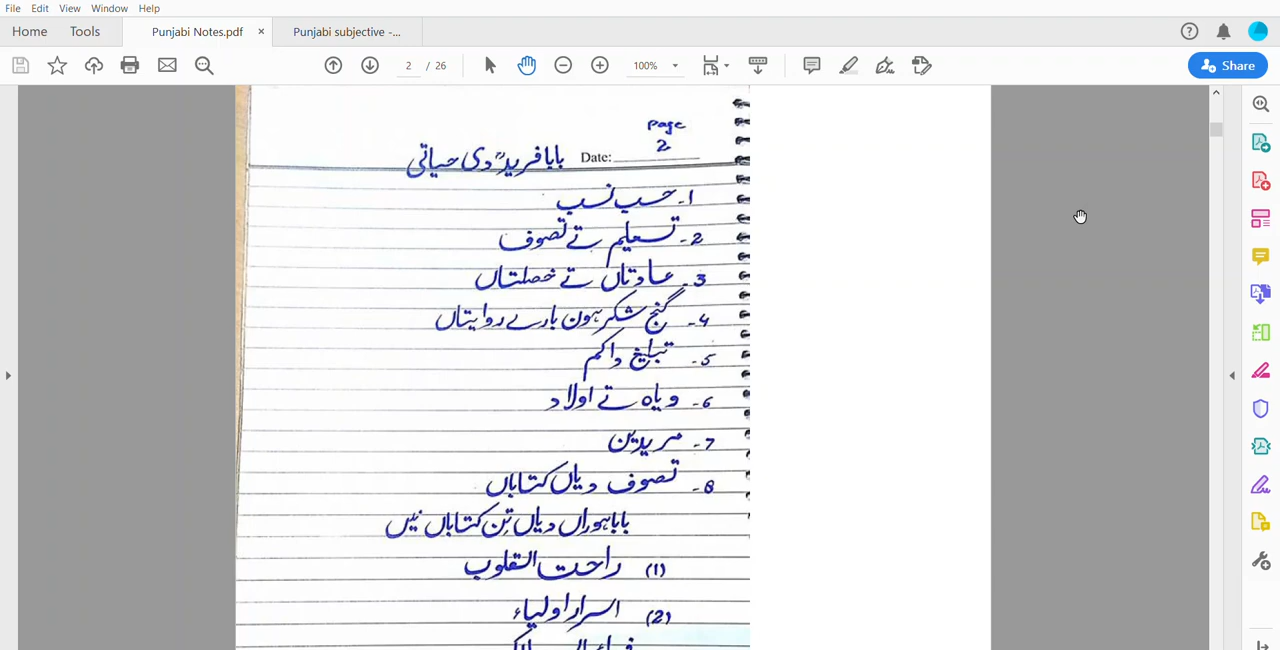 File Edit View Window Help
Home Tools Punjabi Notes.pdf × Punjabi subjective -...
2 / 26 100% Share
Page
2
بابا فریدؒ دی حیاتی Date:
1۔ حسب نسب
2۔ تعلیم تے تصوف
3۔ عادتاں تے خصلتاں
4۔ گنج شکر ہون بارے روایتاں
5۔ تبلیغ دا کم
6۔ ویاہ تے اولاد
7۔ مریدین
8۔ تصوف دیاں کتاباں
بابا ہوراں دیاں تِن کتاباں نیں
(1) راحت القلوب
(2) اسرار اولیاء